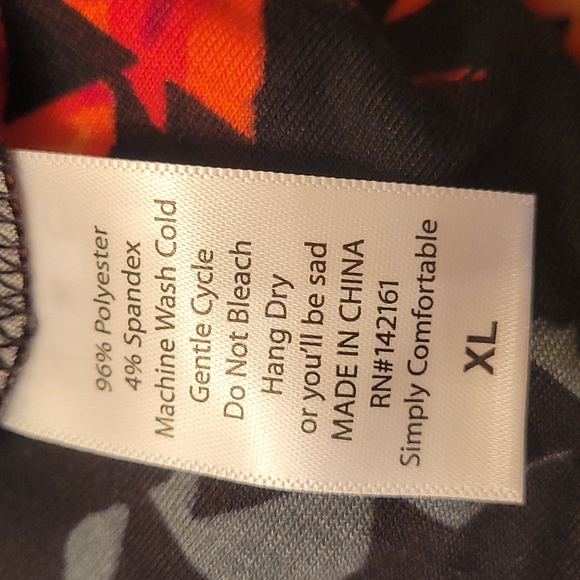 96% Polyester
4% Spandex
Machine Wash Cold
Gentle Cycle
Do Not Bleach
Hang Dry
or you'll be sad
MADE IN CHINA
RN#142161
Simply Comfortable
XL